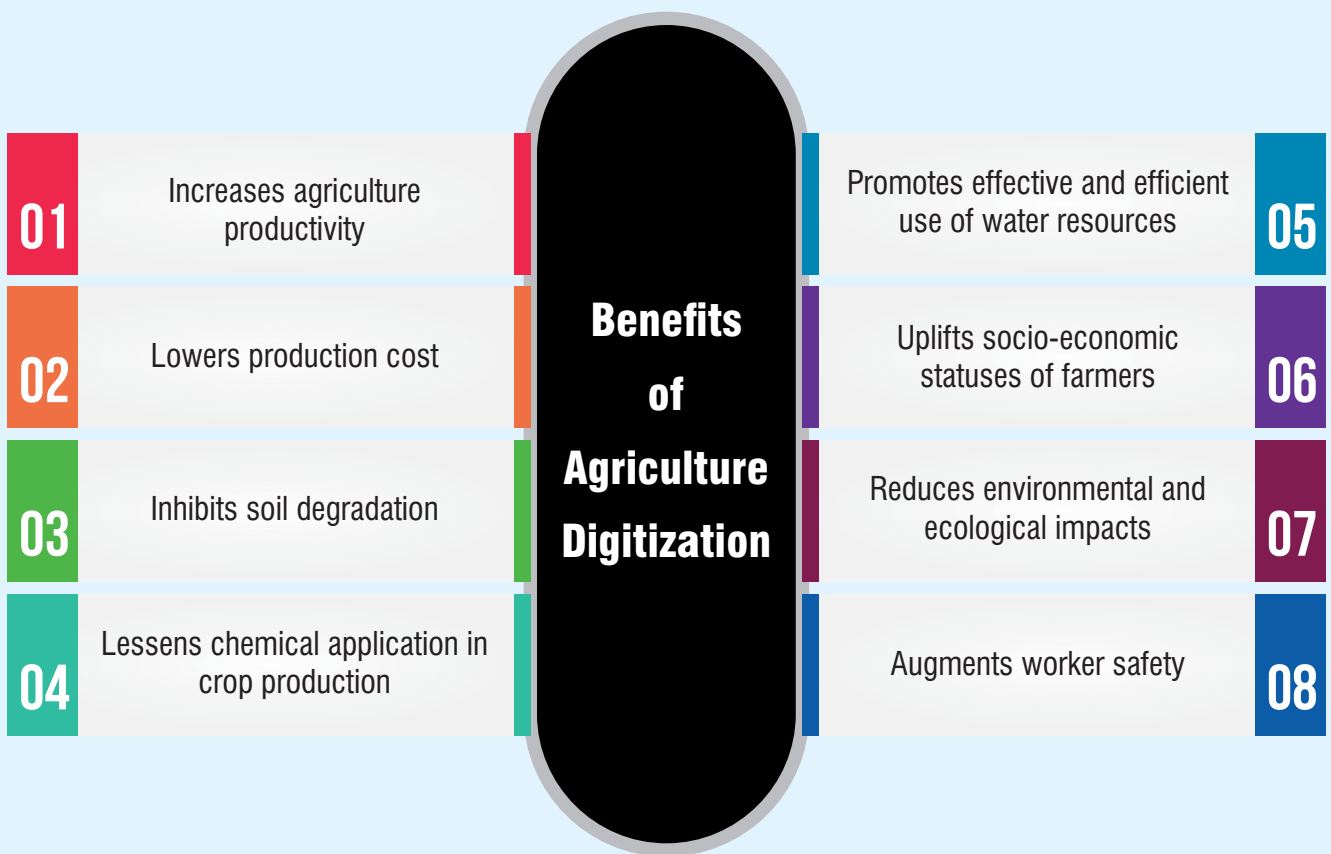 01
Increases agriculture
productivity
02
Lowers production cost
03
Inhibits soil degradation
04
Lessens chemical application in
crop production
Benefits
of
Agriculture
Digitization
Promotes effective and efficient
use of water resources
05
Uplifts socio-economic
statuses of farmers
06
Reduces environmental and
ecological impacts
07
Augments worker safety
08